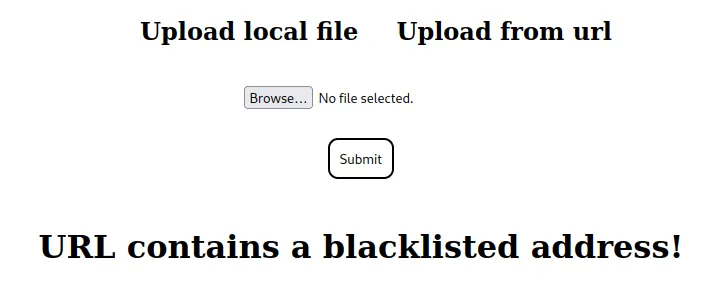 Upload local file Upload from url
Browse... No file selected.
Submit
URL contains a blacklisted address!